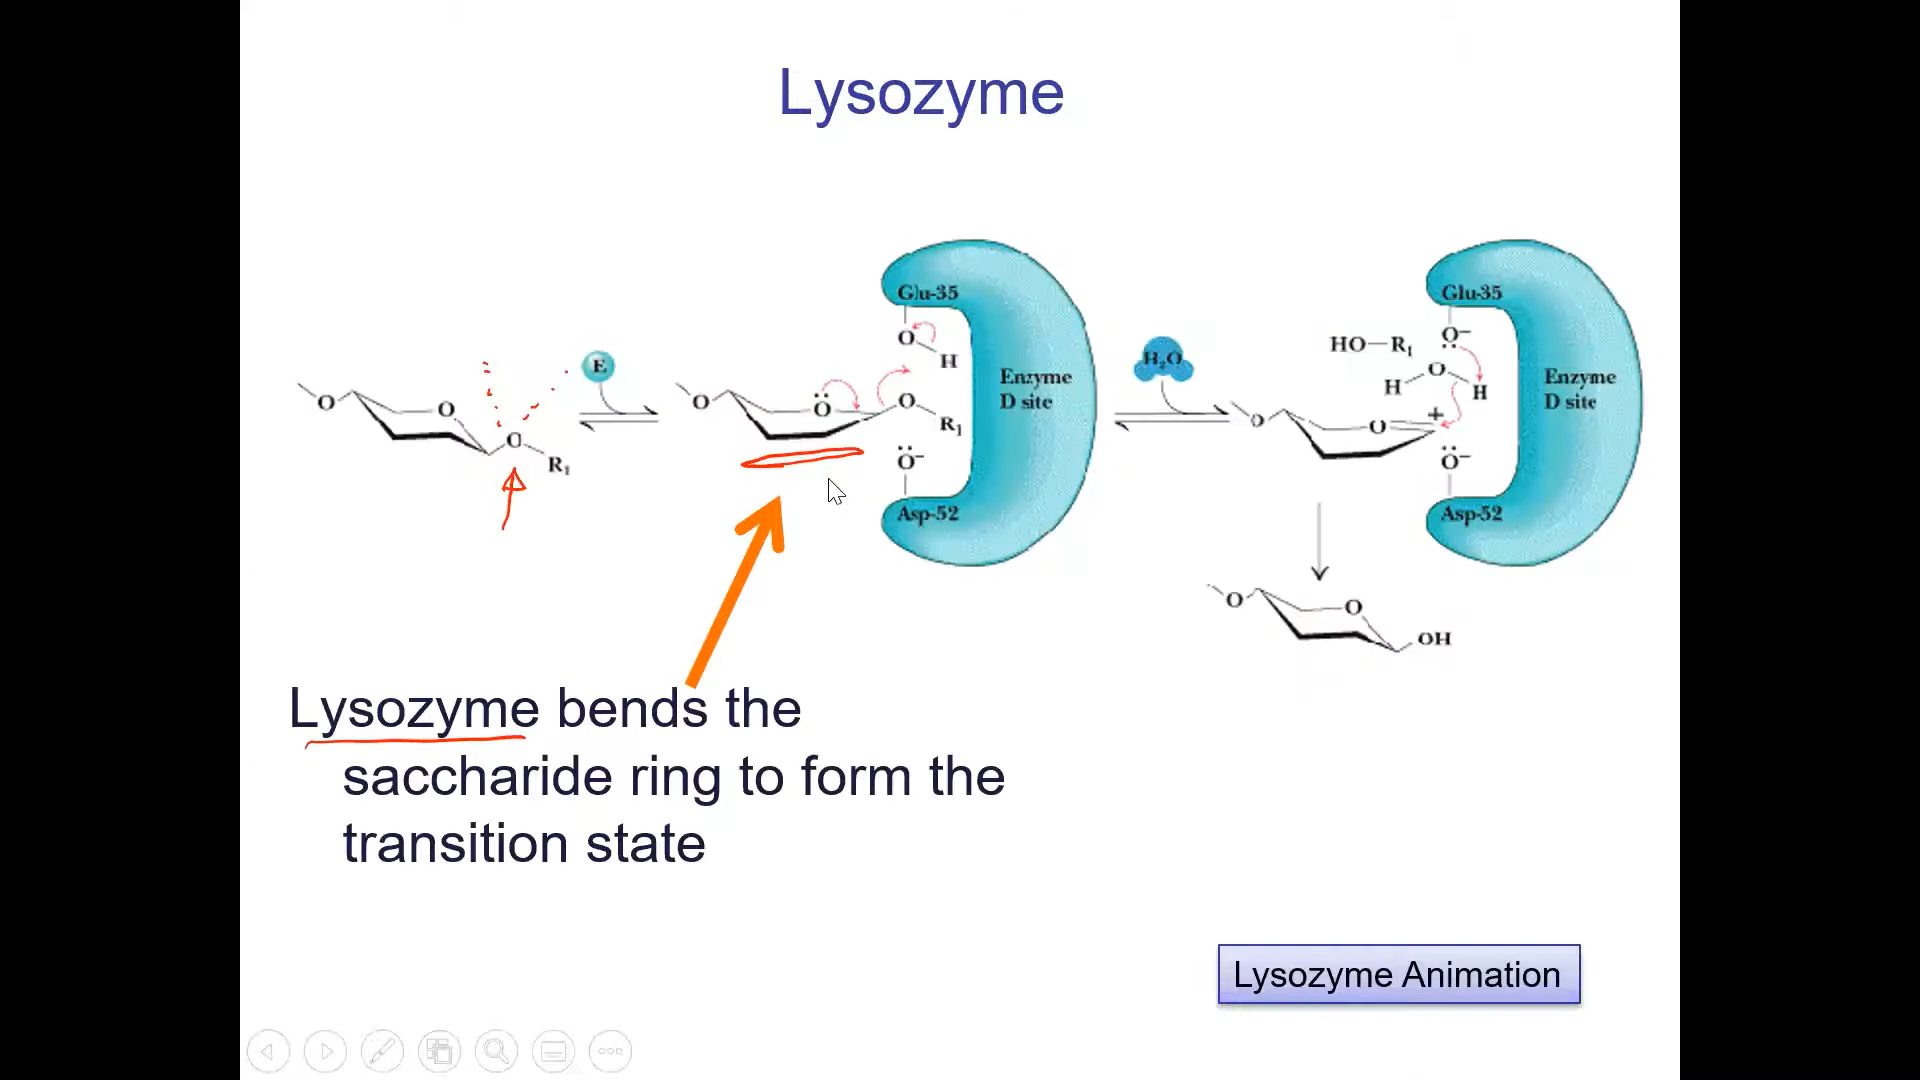 Lysozyme
Glu-35
O
H
O
O
R₁
E
O
O
O
O
R₁
O⁻
Asp-52
Enzyme
D site
H₂O
Glu-35
O⁻
HO–R₁
O
H
H
O
O
+
O⁻
Asp-52
Enzyme
D site
O
O
OH
Lysozyme bends the
saccharide ring to form the
transition state
Lysozyme Animation